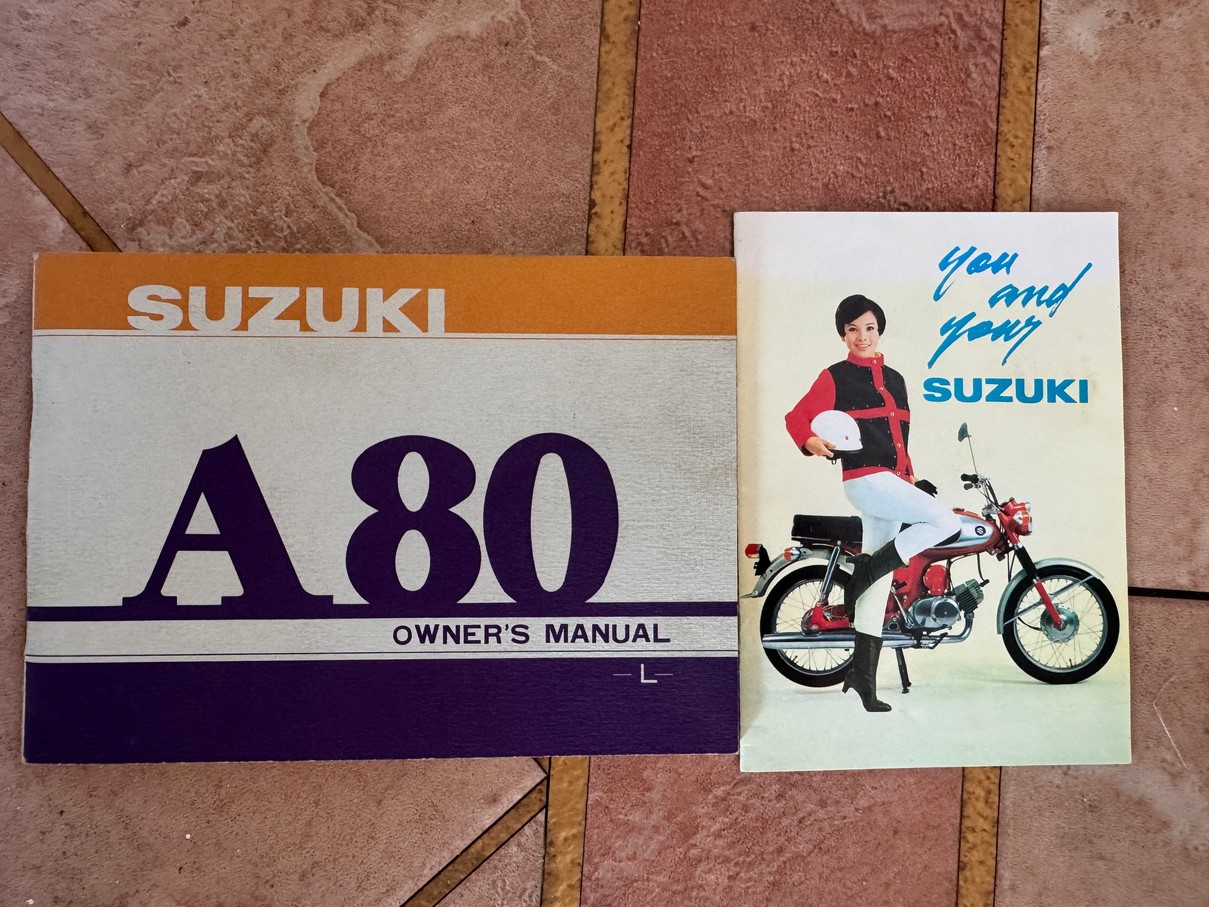 SUZUKI
A80
OWNER'S MANUAL
—L—
you
and
your
SUZUKI